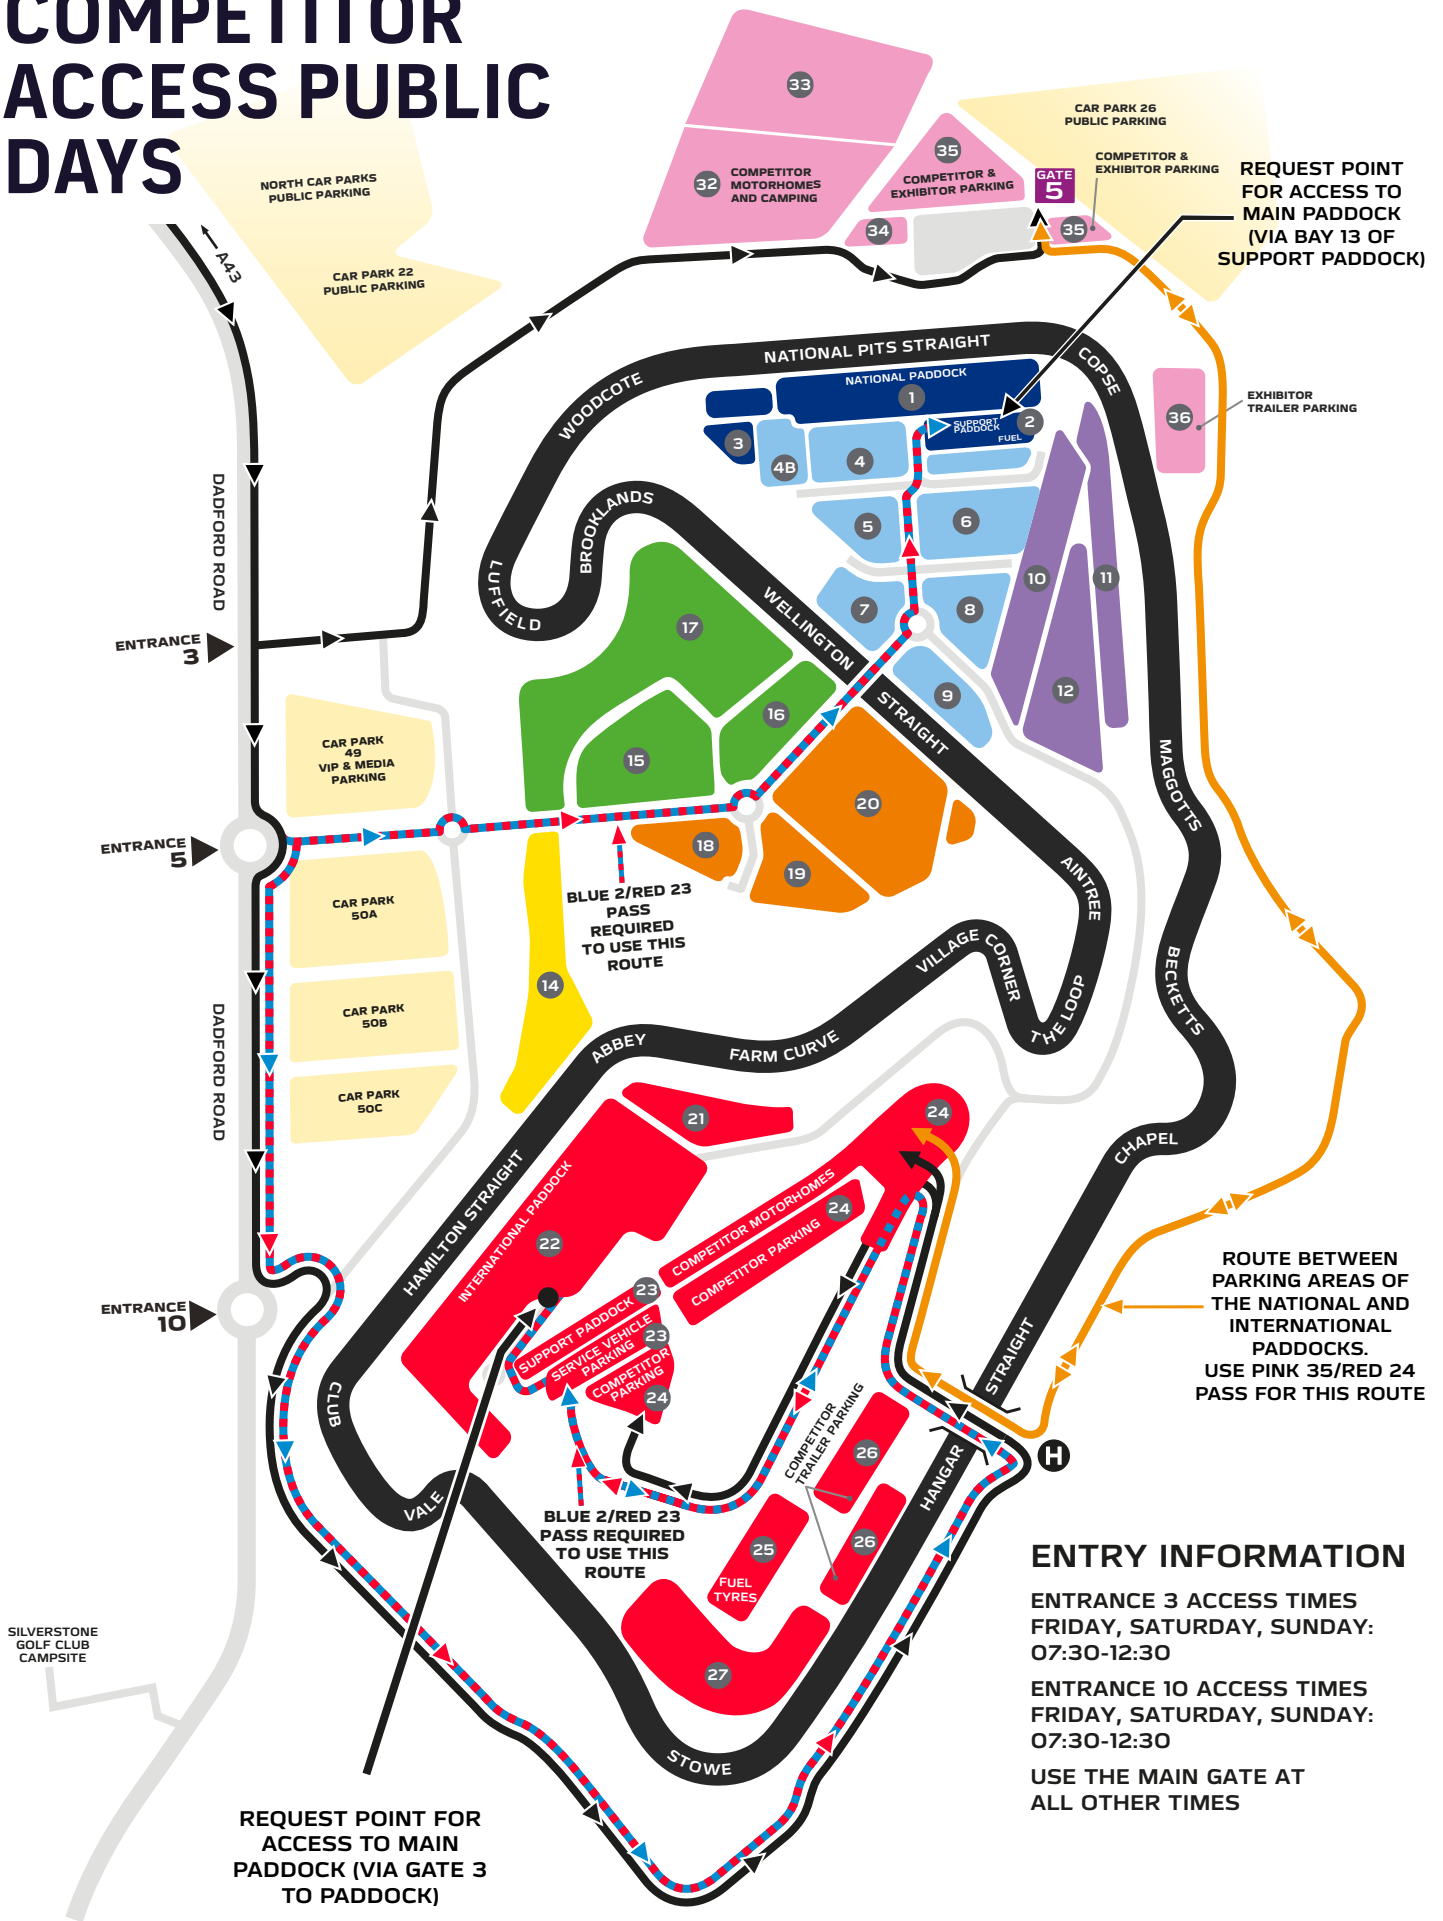 COMPETITOR
ACCESS PUBLIC
DAYS
NORTH CAR PARKS
PUBLIC PARKING
CAR PARK 22
PUBLIC PARKING
A43
33
32
COMPETITOR
MOTORHOMES
AND CAMPING
35
COMPETITOR &
EXHIBITOR PARKING
34
CAR PARK 26
PUBLIC PARKING
COMPETITOR &
EXHIBITOR PARKING
GATE
5
35
REQUEST POINT
FOR ACCESS TO
MAIN PADDOCK
(VIA BAY 13 OF
SUPPORT PADDOCK)
36
EXHIBITOR
TRAILER PARKING
NATIONAL PITS STRAIGHT
COPSE
WOODCOTE
NATIONAL PADDOCK
1
SUPPORT
PADDOCK
2
FUEL
3
4B
4
5
6
7
8
9
10
11
12
BROOKLANDS
LUFFIELD
WELLINGTON
STRAIGHT
DADFORD ROAD
ENTRANCE
3
17
16
15
CAR PARK
49
VIP & MEDIA
PARKING
ENTRANCE
5
18
19
20
MAGGOTTS
AINTREE
BLUE 2/RED 23
PASS
REQUIRED
TO USE THIS
ROUTE
CAR PARK
50A
CAR PARK
50B
CAR PARK
50C
14
DADFORD ROAD
VILLAGE
CORNER
THE LOOP
BECKETTS
ABBEY
FARM CURVE
CHAPEL
21
24
HAMILTON STRAIGHT
INTERNATIONAL PADDOCK
22
COMPETITOR MOTORHOMES
COMPETITOR PARKING
24
ENTRANCE
10
SUPPORT PADDOCK
23
SERVICE VEHICLE
PARKING
23
COMPETITOR
PARKING
24
CLUB
VALE
ROUTE BETWEEN
PARKING AREAS OF
THE NATIONAL AND
INTERNATIONAL
PADDOCKS.
USE PINK 35/RED 24
PASS FOR THIS ROUTE
STRAIGHT
HANGAR
H
COMPETITOR
TRAILER PARKING
26
26
25
FUEL
TYRES
27
BLUE 2/RED 23
PASS REQUIRED
TO USE THIS
ROUTE
STOWE
SILVERSTONE
GOLF CLUB
CAMPSITE
REQUEST POINT FOR
ACCESS TO MAIN
PADDOCK (VIA GATE 3
TO PADDOCK)
ENTRY INFORMATION
ENTRANCE 3 ACCESS TIMES
FRIDAY, SATURDAY, SUNDAY:
07:30-12:30
ENTRANCE 10 ACCESS TIMES
FRIDAY, SATURDAY, SUNDAY:
07:30-12:30
USE THE MAIN GATE AT
ALL OTHER TIMES